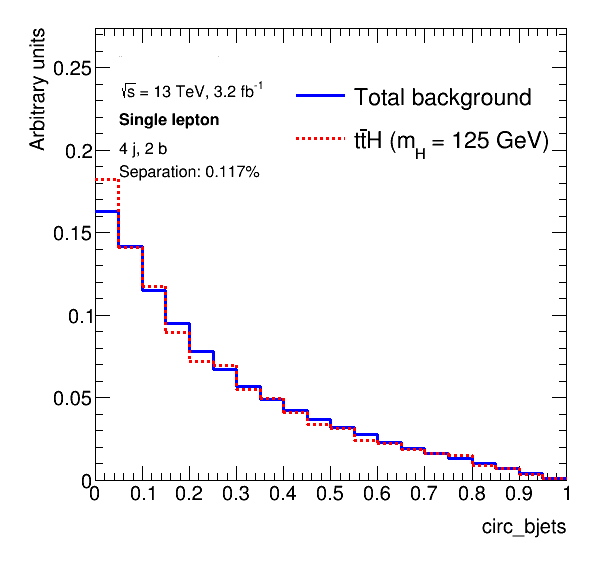 Arbitrary units
0.25
0.2
0.15
0.1
0.05
0
√s = 13 TeV, 3.2 fb⁻¹
Single lepton
4 j, 2 b
Separation: 0.117%
Total background
tt̄H (m_H = 125 GeV)
0 0.1 0.2 0.3 0.4 0.5 0.6 0.7 0.8 0.9 1
circ_bjets